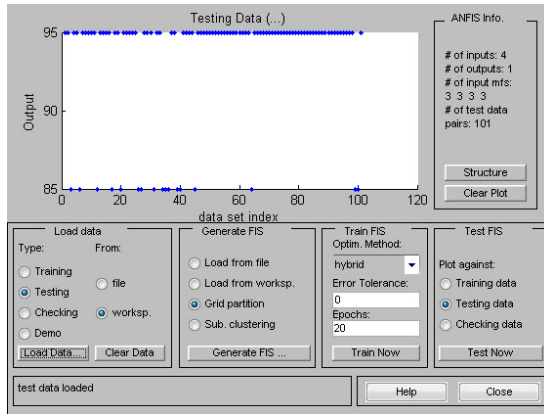 Testing Data (...)
95
90
85
Output
0 20 40 60 80 100 120
data set index
ANFIS Info.
# of inputs: 4
# of outputs: 1
# of input mfs:
3 3 3 3
# of test data
pairs: 101
Structure
Clear Plot
Load data
Type: From:
Training
Testing
Checking
Demo
file
worksp.
Load Data... Clear Data
Generate FIS
Load from file
Load from worksp.
Grid partition
Sub. clustering
Generate FIS ...
Train FIS
Optim. Method:
hybrid
Error Tolerance:
0
Epochs:
20
Train Now
Test FIS
Plot against:
Training data
Testing data
Checking data
Test Now
test data loaded
Help Close